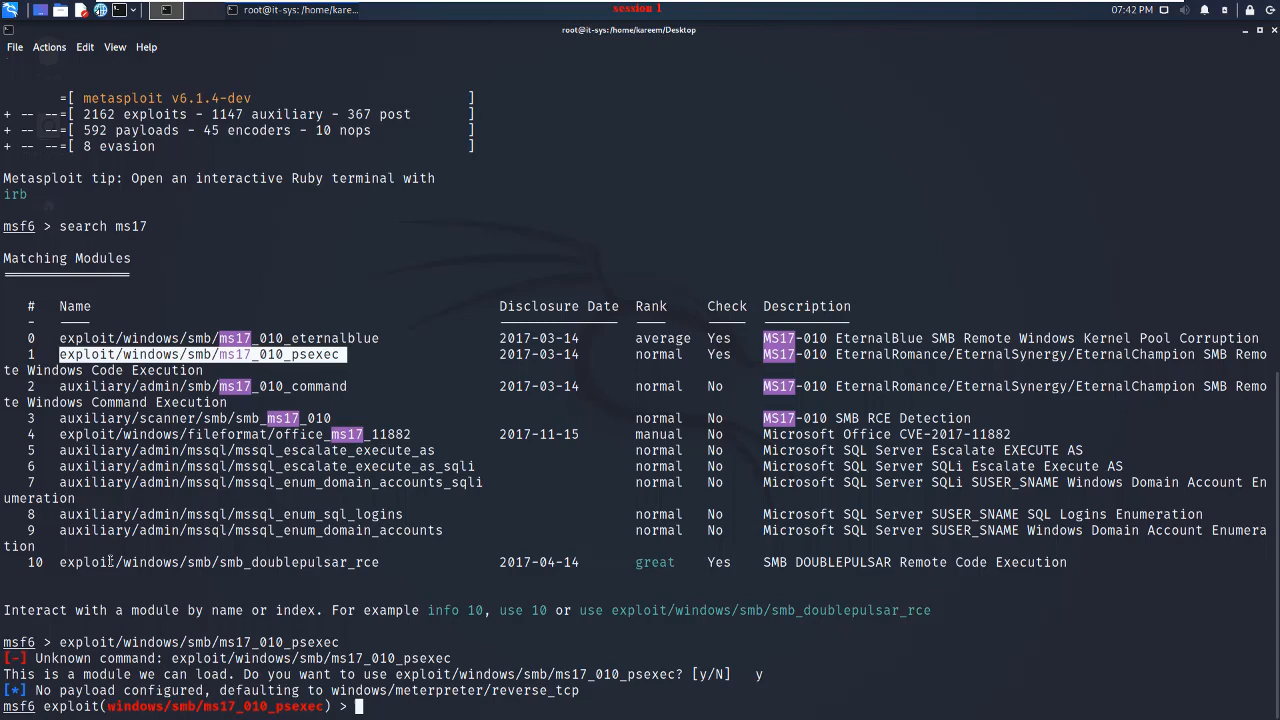 root@it-sys: /home/kare...
session 1
07:42 PM
root@it-sys:/home/kareem/Desktop
File Actions Edit View Help
=[ metasploit v6.1.4-dev ]
+ -- --=[ 2162 exploits - 1147 auxiliary - 367 post ]
+ -- --=[ 592 payloads - 45 encoders - 10 nops ]
+ -- --=[ 8 evasion ]
Metasploit tip: Open an interactive Ruby terminal with
irb
msf6 > search ms17
Matching Modules
================
# Name Disclosure Date Rank Check Description
- ---- --------------- ---- ----- -----------
0 exploit/windows/smb/ms17_010_eternalblue 2017-03-14 average Yes MS17-010 EternalBlue SMB Remote Windows Kernel Pool Corruption
1 exploit/windows/smb/ms17_010_psexec 2017-03-14 normal Yes MS17-010 EternalRomance/EternalSynergy/EternalChampion SMB Remo
te Windows Code Execution
2 auxiliary/admin/smb/ms17_010_command 2017-03-14 normal No MS17-010 EternalRomance/EternalSynergy/EternalChampion SMB Remo
te Windows Command Execution
3 auxiliary/scanner/smb/smb_ms17_010 normal No MS17-010 SMB RCE Detection
4 exploit/windows/fileformat/office_ms17_11882 2017-11-15 manual No Microsoft Office CVE-2017-11882
5 auxiliary/admin/mssql/mssql_escalate_execute_as normal No Microsoft SQL Server Escalate EXECUTE AS
6 auxiliary/admin/mssql/mssql_escalate_execute_as_sqli normal No Microsoft SQL Server SQLi Escalate Execute AS
7 auxiliary/admin/mssql/mssql_enum_domain_accounts_sqli normal No Microsoft SQL Server SQLi SUSER_SNAME Windows Domain Account En
umeration
8 auxiliary/admin/mssql/mssql_enum_sql_logins normal No Microsoft SQL Server SUSER_SNAME SQL Logins Enumeration
9 auxiliary/admin/mssql/mssql_enum_domain_accounts normal No Microsoft SQL Server SUSER_SNAME Windows Domain Account Enumera
tion
10 exploit/windows/smb/smb_doublepulsar_rce 2017-04-14 great Yes SMB DOUBLEPULSAR Remote Code Execution
Interact with a module by name or index. For example info 10, use 10 or use exploit/windows/smb/smb_doublepulsar_rce
msf6 > exploit/windows/smb/ms17_010_psexec
[-] Unknown command: exploit/windows/smb/ms17_010_psexec
This is a module we can load. Do you want to use exploit/windows/smb/ms17_010_psexec? [y/N] y
[*] No payload configured, defaulting to windows/meterpreter/reverse_tcp
msf6 exploit(windows/smb/ms17_010_psexec) >